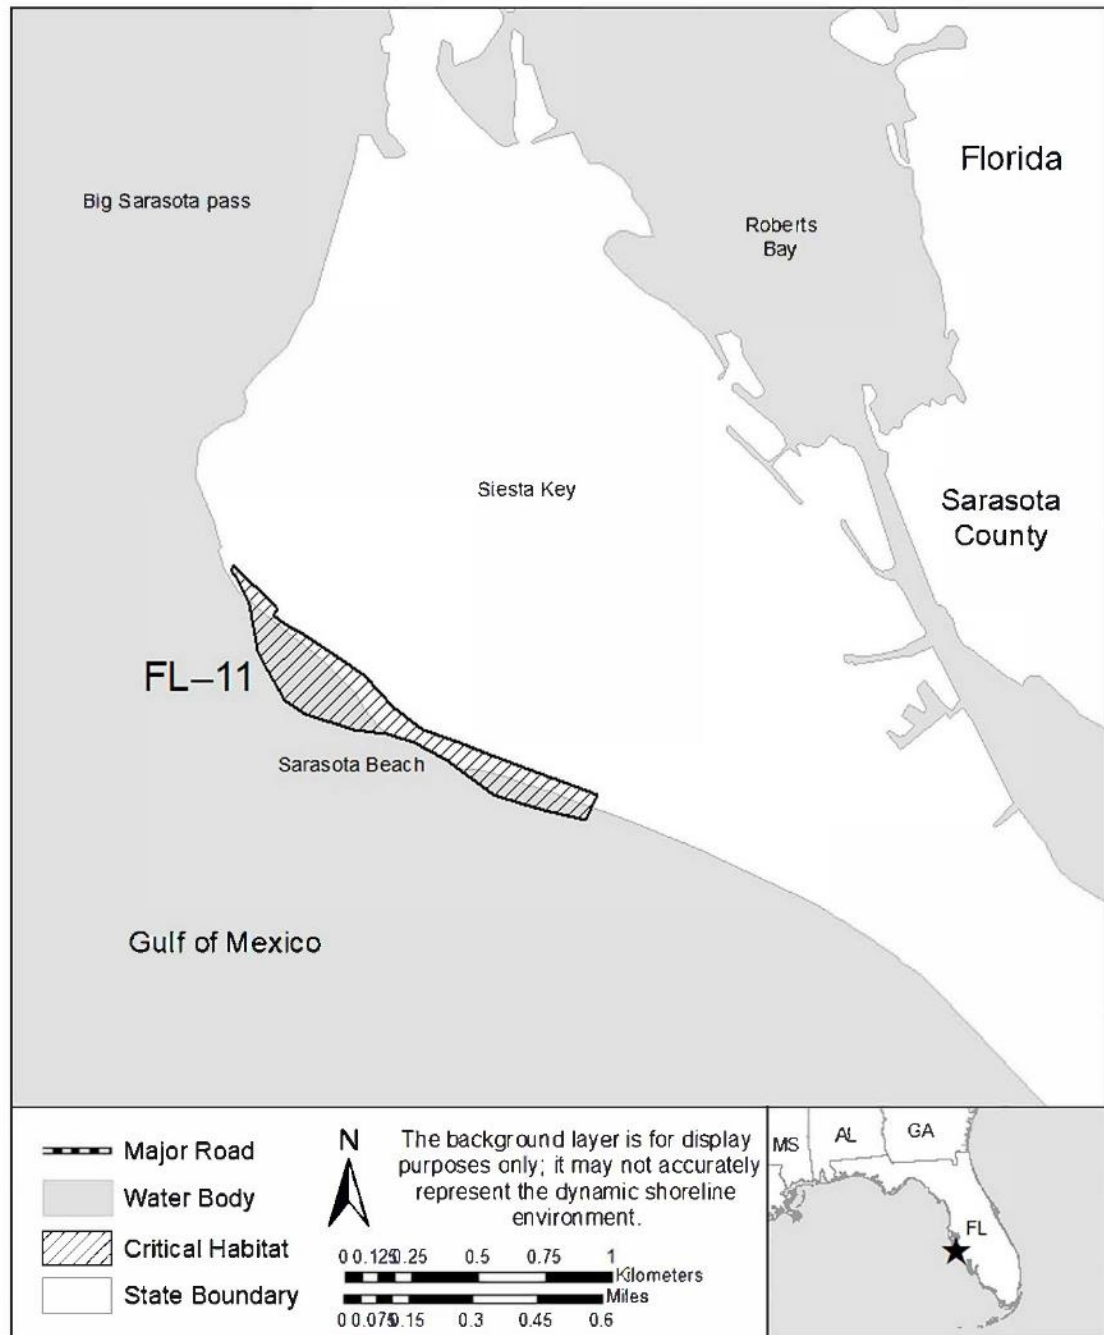 Florida
Big Sarasota pass
Roberts
Bay
Siesta Key
Sarasota
County
FL–11
Sarasota Beach
Gulf of Mexico
Major Road
Water Body
Critical Habitat
State Boundary
N
The background layer is for display
purposes only; it may not accurately
represent the dynamic shoreline
environment.
0 0.125 0.25 0.5 0.75 1
Kilometers
Miles
0 0.075 0.15 0.3 0.45 0.6
MS
AL
GA
FL